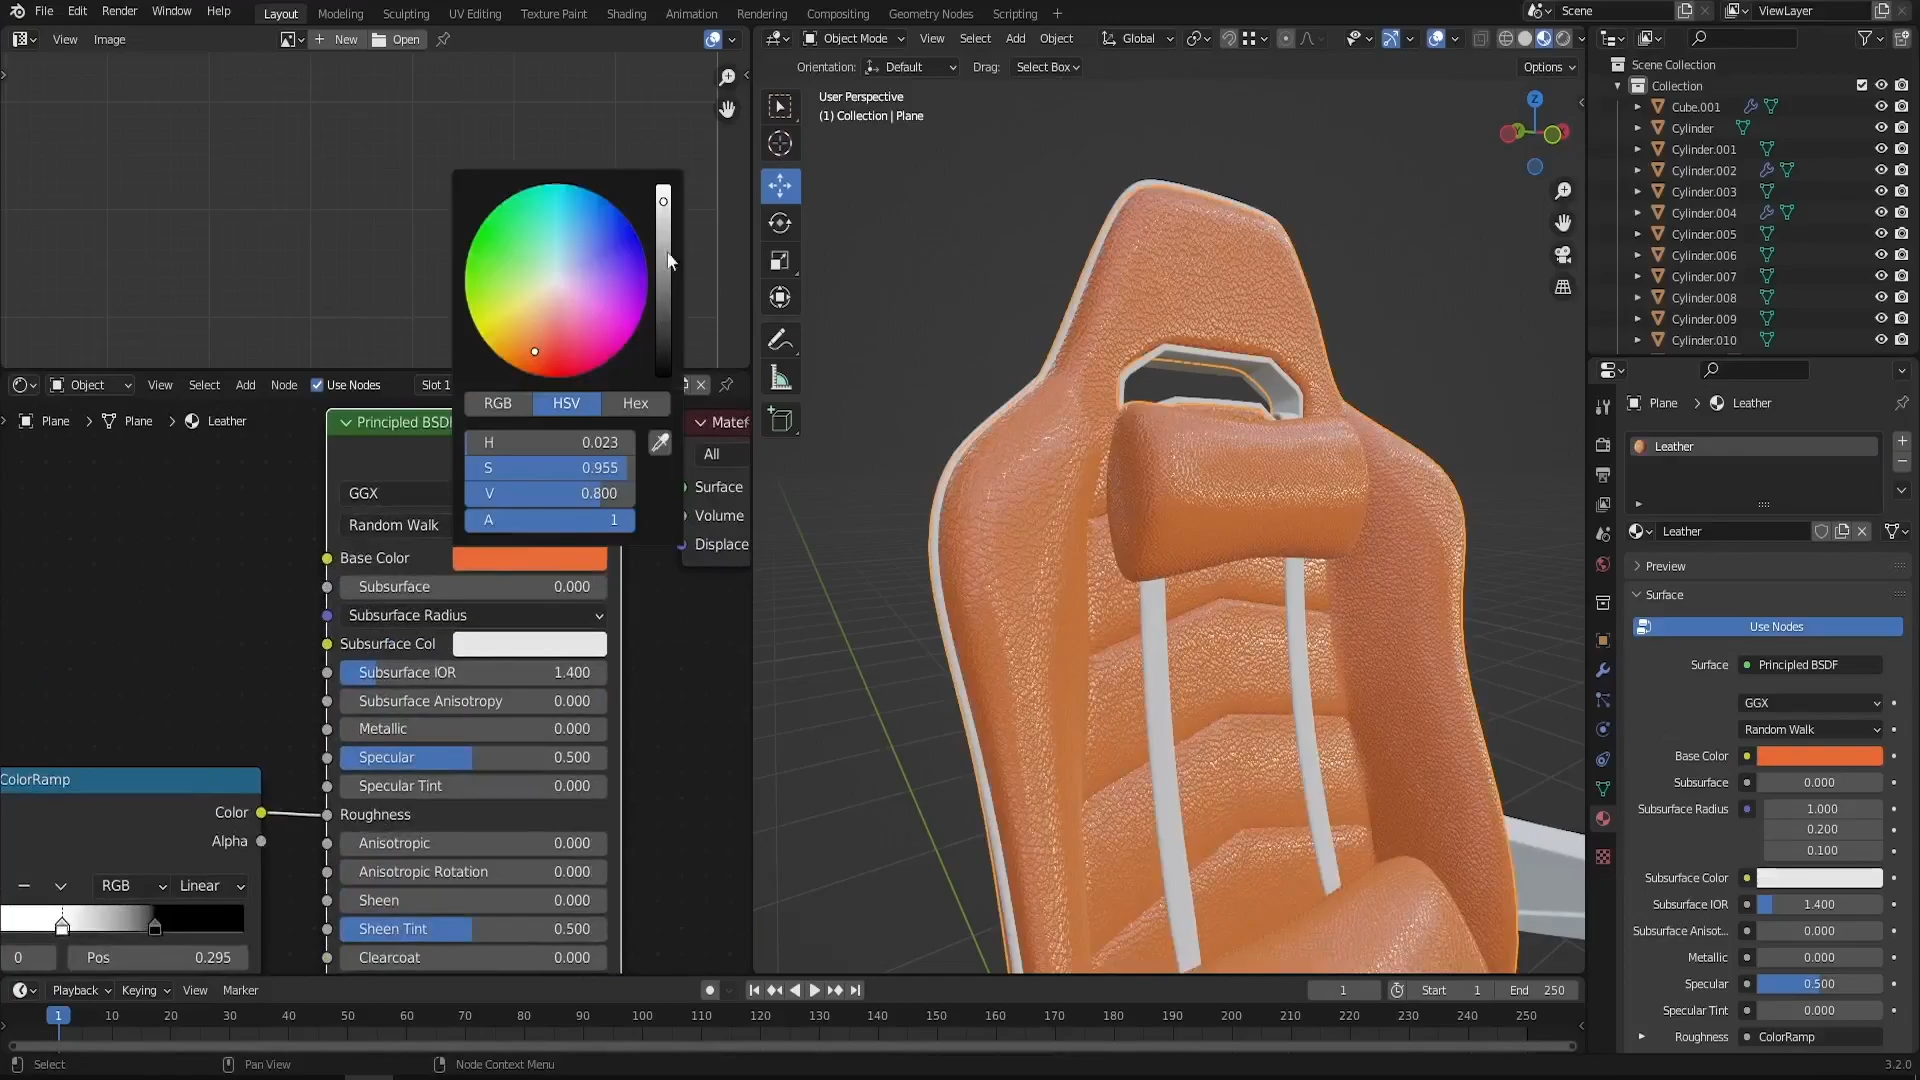 File Edit Render Window Help Layout Modeling Sculpting UV Editing Texture Paint Shading Animation Rendering Compositing Geometry Nodes Scripting + Scene ViewLayer
View Image + New Open
Object Mode View Select Add Object Global
Orientation: Default Drag: Select Box Options
User Perspective
(1) Collection | Plane
Z
Scene Collection
Collection
Cube.001
Cylinder
Cylinder.001
Cylinder.002
Cylinder.003
Cylinder.004
Cylinder.005
Cylinder.006
Cylinder.007
Cylinder.008
Cylinder.009
Cylinder.010
RGB HSV Hex
H 0.023
S 0.955
V 0.800
A 1
Object View Select Add Node Use Nodes Slot 1
Plane > Plane > Leather
Principled BSDF
GGX
Random Walk
Base Color
Subsurface 0.000
Subsurface Radius
Subsurface Col
Subsurface IOR 1.400
Subsurface Anisotropy 0.000
Metallic 0.000
Specular 0.500
Specular Tint 0.000
Roughness
Anisotropic 0.000
Anisotropic Rotation 0.000
Sheen 0.000
Sheen Tint 0.500
Clearcoat 0.000
All
Surface
Volume
Displace
ColorRamp
Color
Alpha
RGB Linear
0 Pos 0.295
Plane > Leather
Leather
Leather
Preview
Surface
Use Nodes
Surface Principled BSDF
GGX
Random Walk
Base Color
Subsurface 0.000
Subsurface Radius 1.000
0.200
0.100
Subsurface Color
Subsurface IOR 1.400
Subsurface Anisot... 0.000
Metallic 0.000
Specular 0.500
Specular Tint 0.000
Roughness ColorRamp
Playback Keying View Marker 1 Start 1 End 250
1 10 20 30 40 50 60 70 80 90 100 110 120 130 140 150 160 170 180 190 200 210 220 230 240 250
Select Pan View Node Context Menu 3.2.0